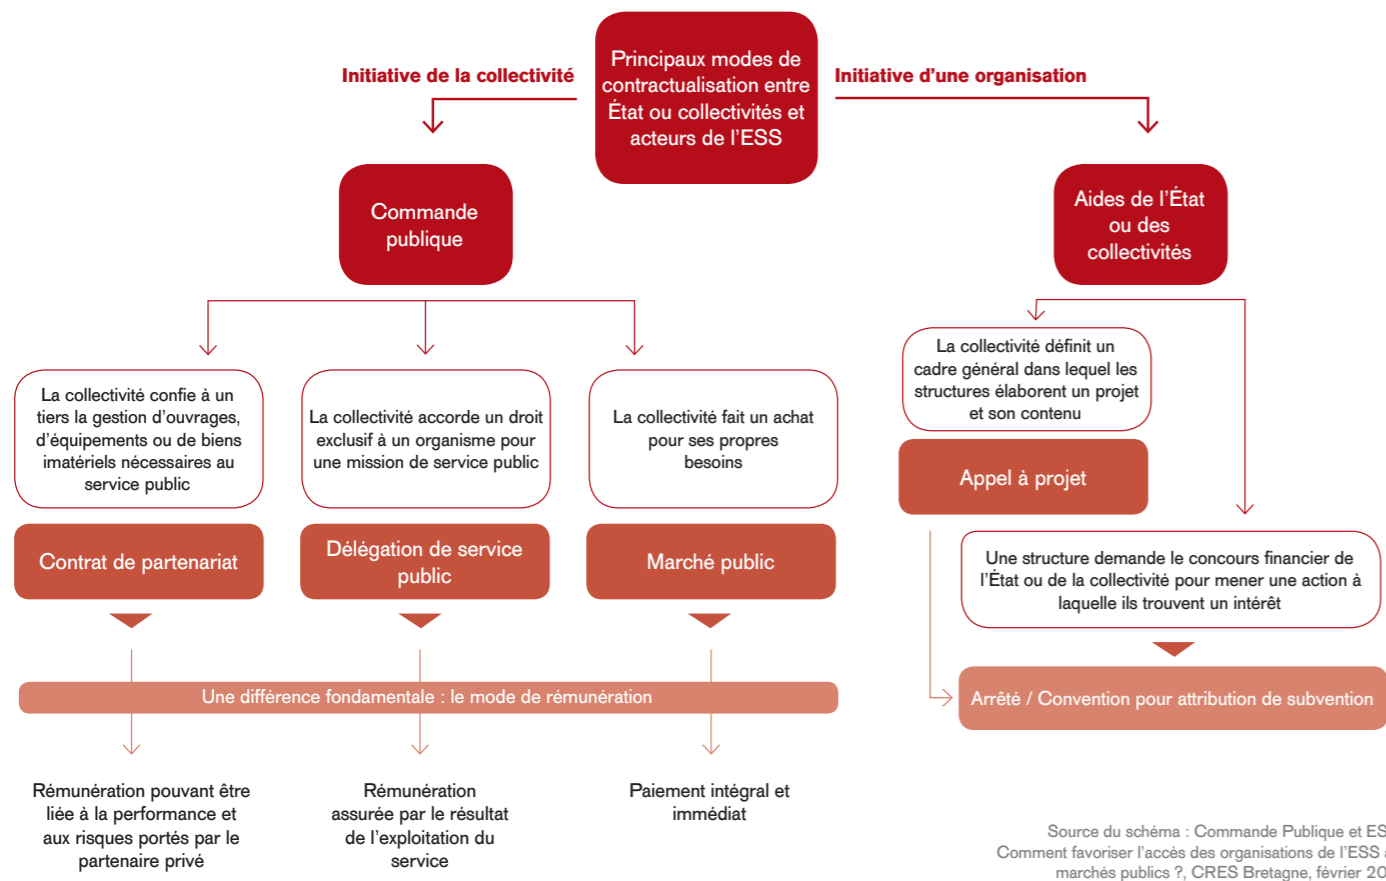 Principaux modes de
contractualisation entre
État ou collectivités et
acteurs de l'ESS
Initiative de la collectivité
Initiative d'une organisation
Commande
publique
Aides de l'État
ou des
collectivités
La collectivité confie à un
tiers la gestion d'ouvrages,
d'équipements ou de biens
imatériels nécessaires au
service public
Contrat de partenariat
La collectivité accorde un droit
exclusif à un organisme pour
une mission de service public
Délégation de service
public
La collectivité fait un achat
pour ses propres
besoins
Marché public
La collectivité définit un
cadre général dans lequel les
structures élaborent un projet
et son contenu
Appel à projet
Une structure demande le concours financier de
l'État ou de la collectivité pour mener une action à
laquelle ils trouvent un intérêt
Arrêté / Convention pour attribution de subvention
Une différence fondamentale : le mode de rémunération
Rémunération pouvant être
liée à la performance et
aux risques portés par le
partenaire privé
Rémunération
assurée par le résultat
de l'exploitation du
service
Paiement intégral et
immédiat
Source du schéma : Commande Publique et
Comment favoriser l'accès des organisations de l'ESS
marchés publics ?, CRES Bretagne, février